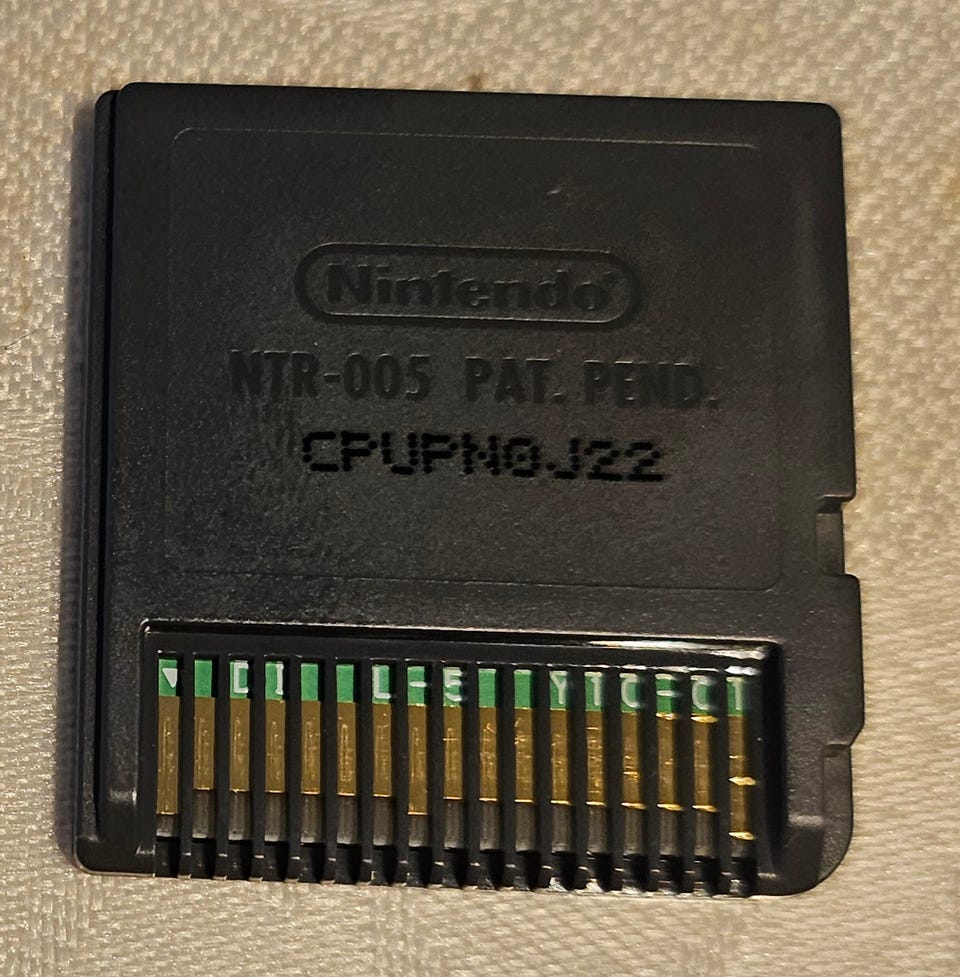 Nintendo
NTR-005 PAT. PEND.
CPUPN0J22